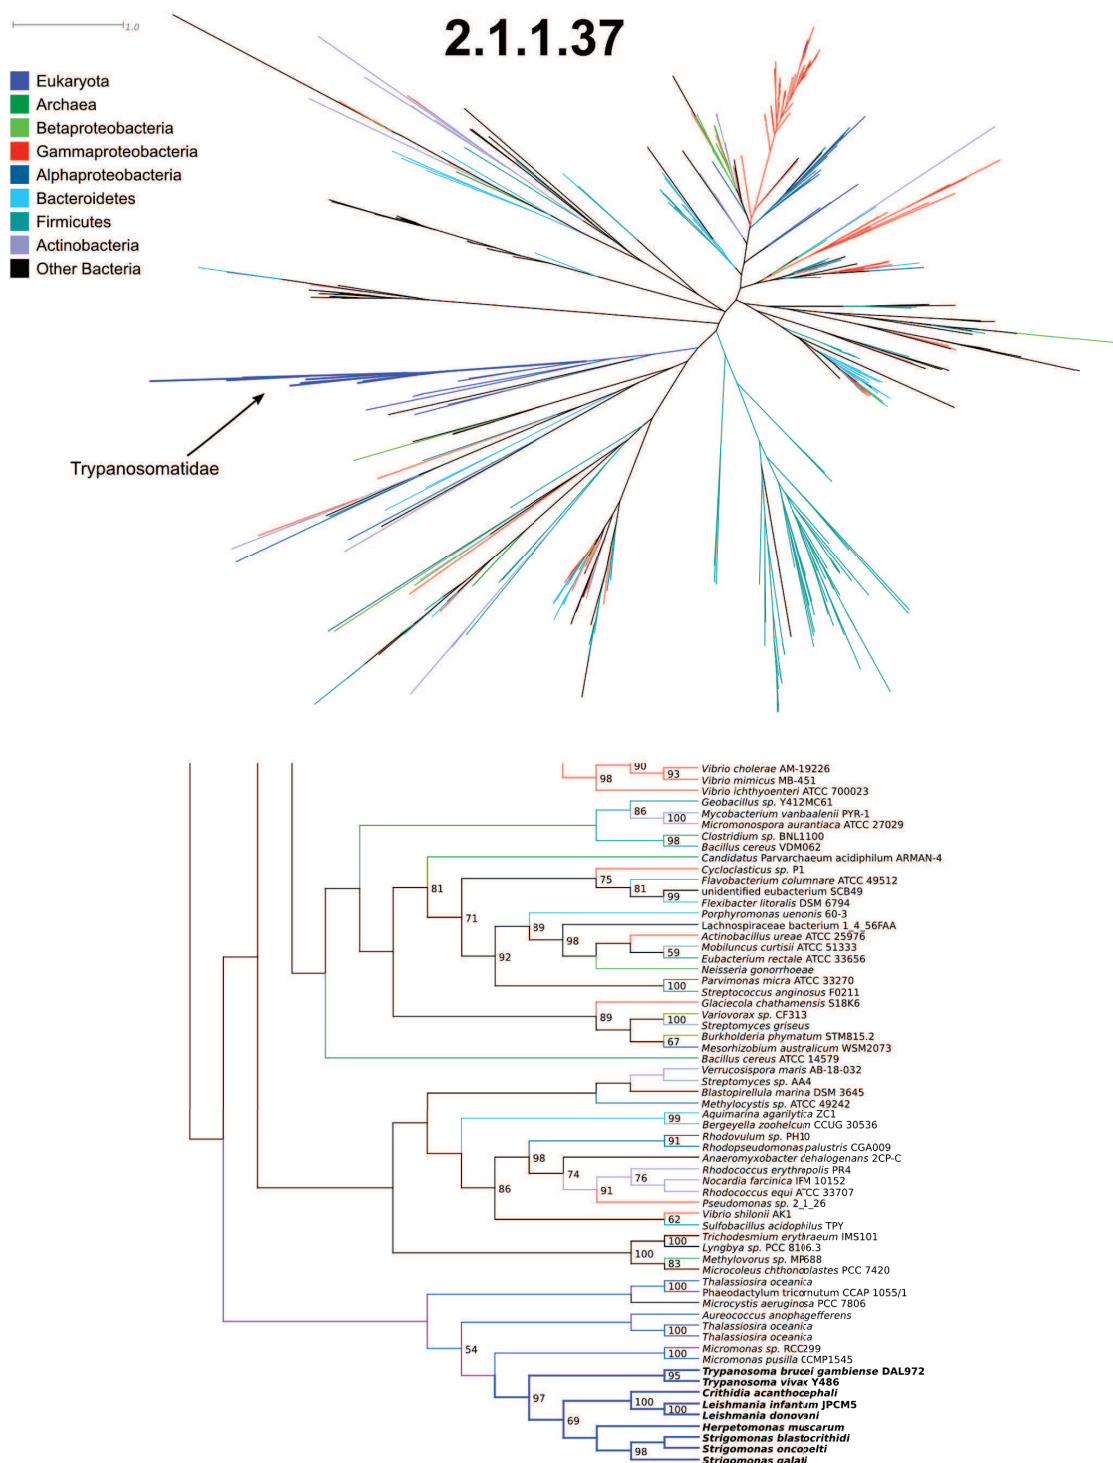 2.1.1.37
1.0
Eukaryota
Archaea
Betaproteobacteria
Gammaproteobacteria
Alphaproteobacteria
Bacteroidetes
Firmicutes
Actinobacteria
Other Bacteria
Trypanosomatidae
90
Vibrio cholerae AM-19226
93
Vibrio mimicus MB-451
98
Vibrio ichthyoenteri ATCC 700023
Geobacillus sp. Y412MC61
86
Mycobacterium vanbaalenii PYR-1
100
Micromonospora aurantiaca ATCC 27029
Clostridium sp. BNL1100
98
Bacillus cereus VDM062
Candidatus Parvarchaeum acidiphilum ARMAN-4
Cycloclasticus sp. P1
75
Flavobacterium columnare ATCC 49512
81
81
unidentified eubacterium SCB49
99
Flexibacter litoralis DSM 6794
Porphyromonas uenonis 60-3
71
Lachnospiraceae bacterium 1_4_56FAA
89
Actinobacillus ureae ATCC 25976
98
Mobiluncus curtisii ATCC 51333
59
92
Eubacterium rectale ATCC 33656
Neisseria gonorrhoeae
Parvimonas micra ATCC 33270
100
Streptococcus anginosus F0211
Glaciecola chathamensis S18K6
89
Variovorax sp. CF313
100
Streptomyces griseus
Burkholderia phymatum STM815.2
67
Mesorhizobium australicum WSM2073
Bacillus cereus ATCC 14579
Verrucosispora maris AB-18-032
Streptomyces sp. AA4
Blastopirellula marina DSM 3645
Methylocystis sp. ATCC 49242
Aquimarina agarilytica ZC1
99
Bergeyella zoohelcum CCUG 30536
Rhodovulum sp. PH10
91
Rhodopseudomonas palustris CGA009
98
Anaeromyxobacter dehalogenans 2CP-C
74
Rhodococcus erythropolis PR4
76
Nocardia farcinica IFM 10152
86
91
Rhodococcus equi ATCC 33707
Pseudomonas sp. 2_1_26
Vibrio shilonii AK1
62
Sulfobacillus acidophilus TPY
Trichodesmium erythraeum IMS101
100
Lyngbya sp. PCC 8106.3
100
Methylovorus sp. MP688
83
Microcoleus chthonoplastes PCC 7420
Thalassiosira oceanica
100
Phaeodactylum tricornutum CCAP 1055/1
Microcystis aeruginosa PCC 7806
Aureococcus anophagefferens
Thalassiosira oceanica
100
Thalassiosira oceanica
54
Micromonas sp. RCC299
100
Micromonas pusilla CCMP1545
Trypanosoma brucei gambiense DAL972
95
Trypanosoma vivax Y486
97
Crithidia acanthocephali
100
Leishmania infantum JPCM5
100
Leishmania donovani
69
Herpetomonas muscarum
Strigomonas blastocrithidi
98
Strigomonas oncopelti
Strigomonas galati